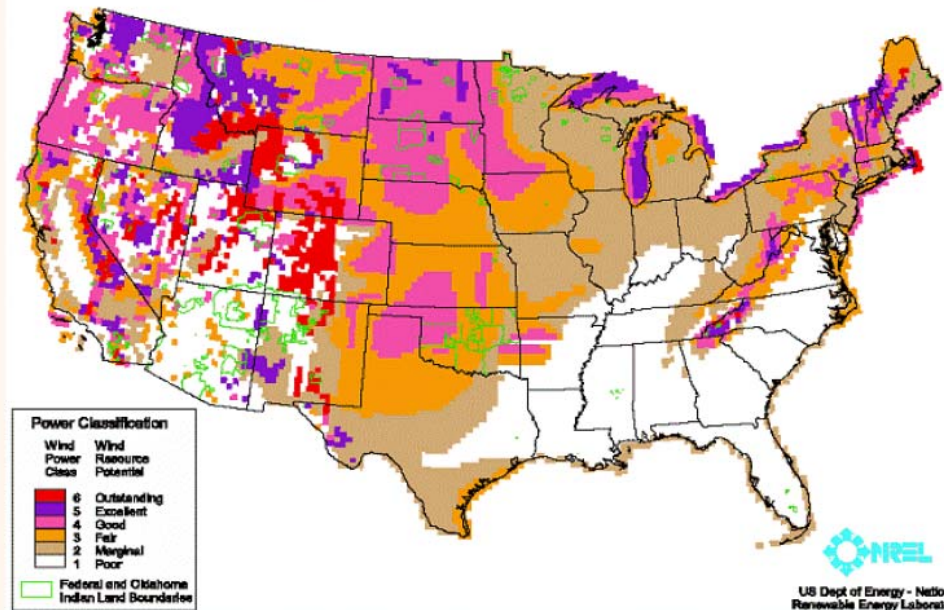 Power Classification
Wind Wind
Power Resource
Class Potential
6 Outstanding
5 Excellent
4 Good
3 Fair
2 Marginal
1 Poor
Federal and Oklahoma
Indian Land Boundaries
NREL
US Dept of Energy - Natio
Renewable Energy Labora